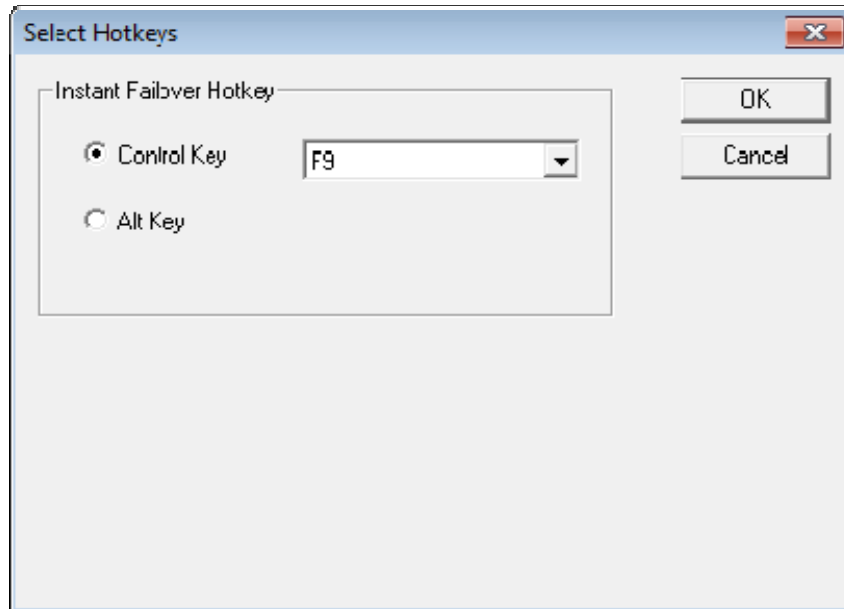 Select Hotkeys
Instant Failover Hotkey
Control Key
F9
Alt Key
OK
Cancel